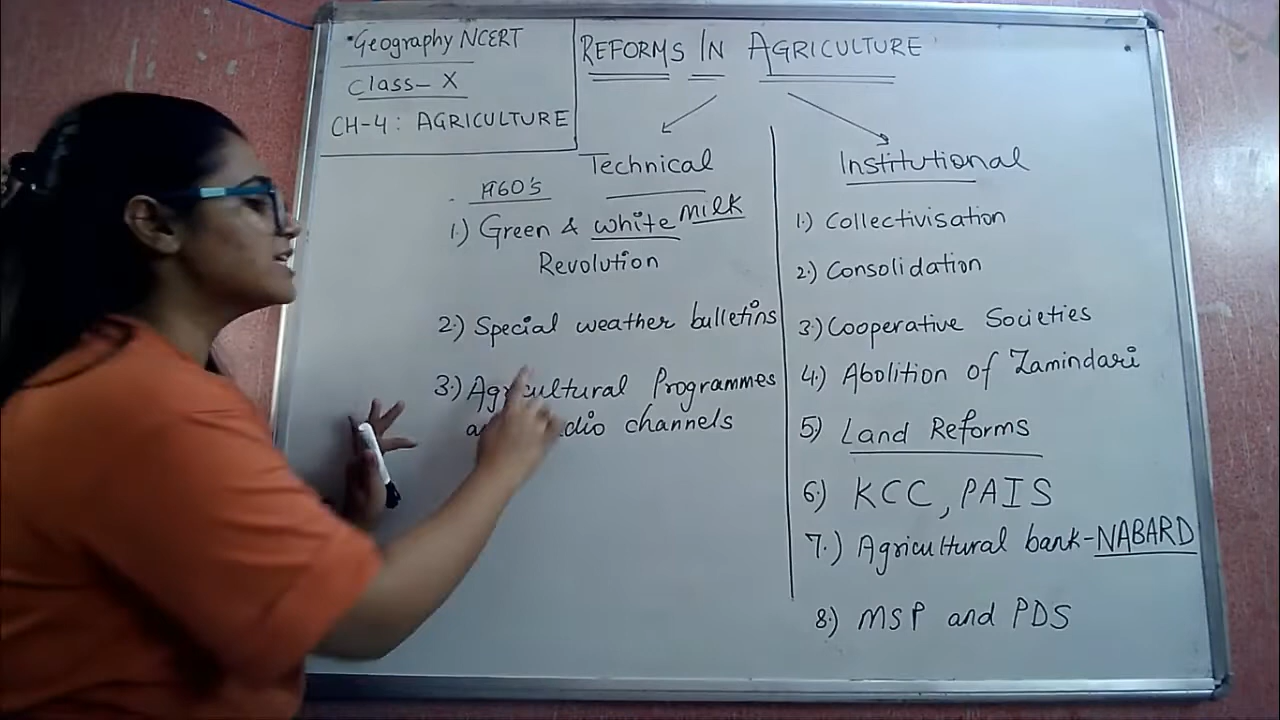 Geography NCERT
Class- X
CH-4: AGRICULTURE
REFORMS IN AGRICULTURE
Technical
1960's
1.) Green & white milk
Revolution
2.) Special weather bulletins
3.) Agricultural Programmes
channels
Institutional
1.) Collectivisation
2.) Consolidation
3.) Cooperative Societies
4.) Abolition of Zamindari
5.) Land Reforms
6.) KCC, PAIS
7.) Agricultural bank-NABARD
8.) MSP and PDS